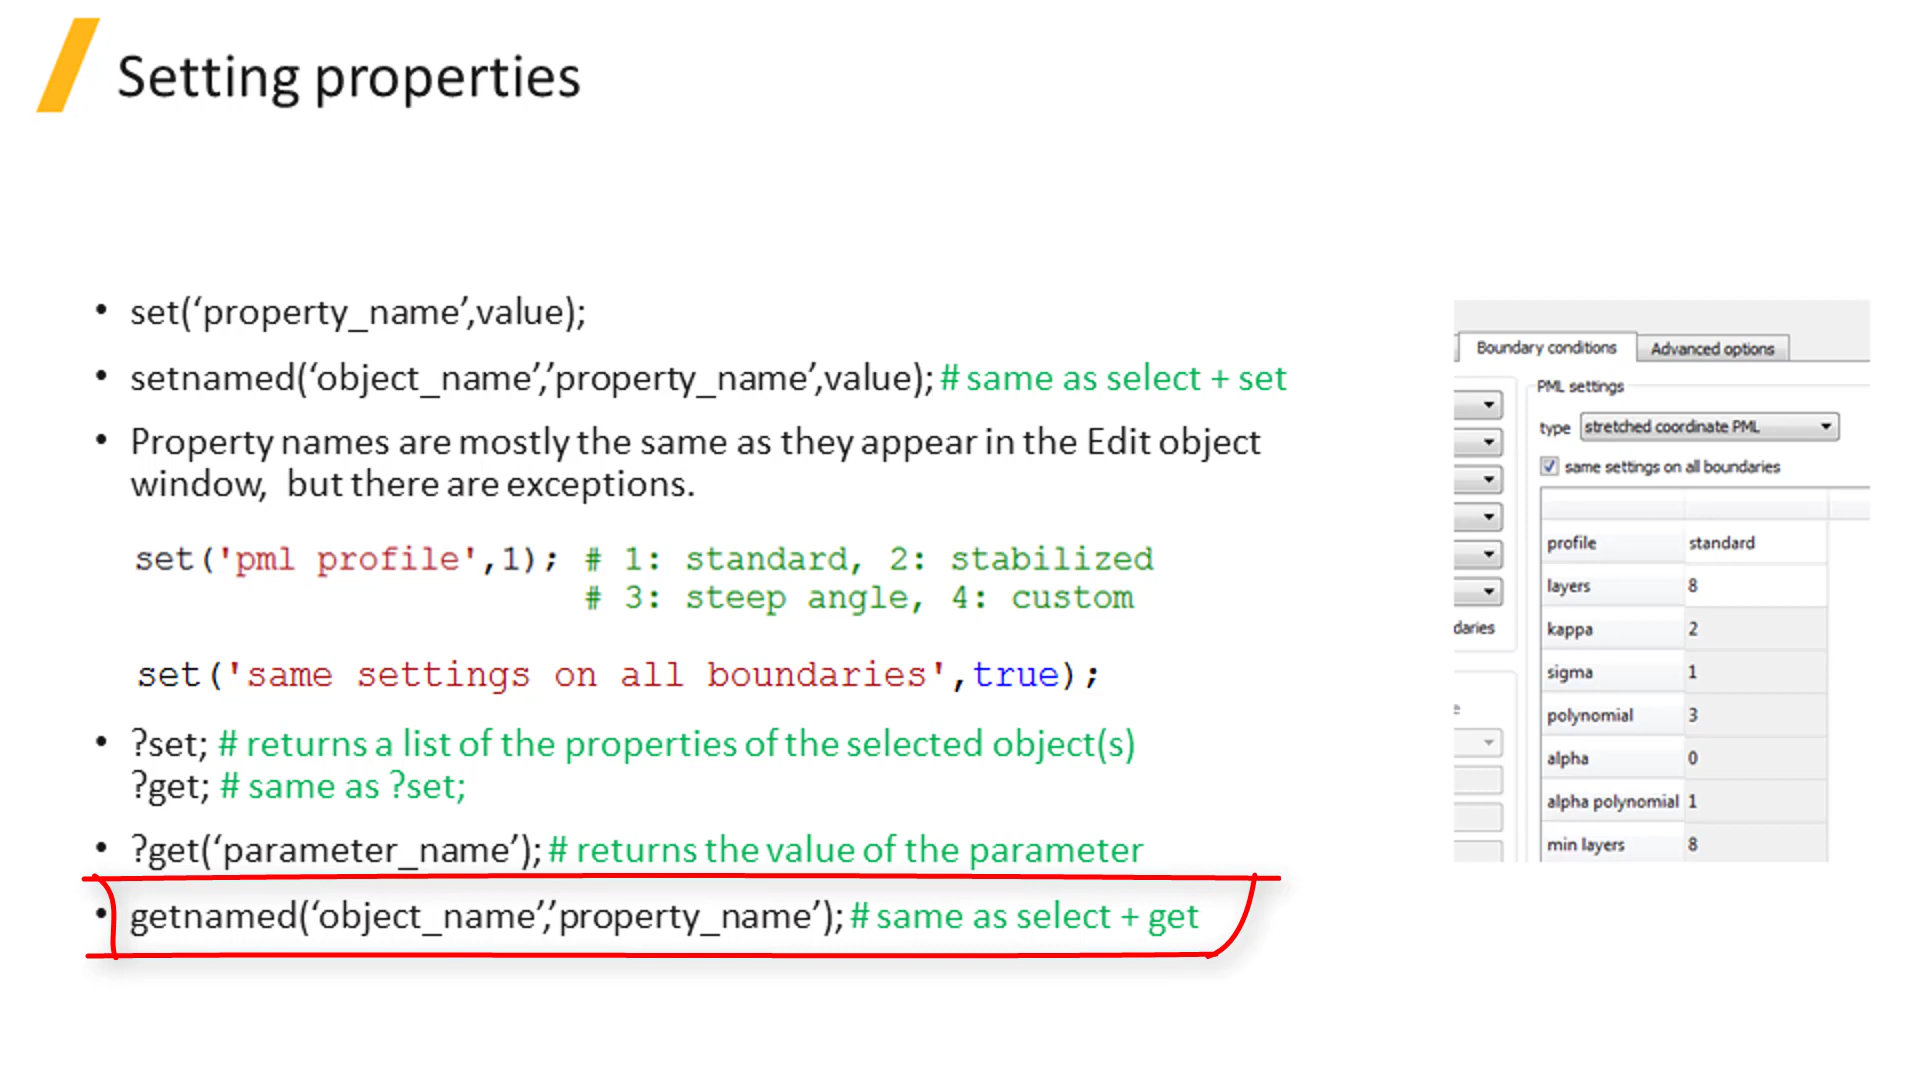 Setting properties
• set(‘property_name’,value);
• setnamed(‘object_name’,’property_name’,value); # same as select + set
• Property names are mostly the same as they appear in the Edit object
window, but there are exceptions.
set('pml profile',1); # 1: standard, 2: stabilized
# 3: steep angle, 4: custom
set('same settings on all boundaries',true);
• ?set; # returns a list of the properties of the selected object(s)
?get; # same as ?set;
• ?get(‘parameter_name’); # returns the value of the parameter
• getnamed(‘object_name’,’property_name’); # same as select + get
Boundary conditions Advanced options
PML settings
type stretched coordinate PML
same settings on all boundaries
profile standard
layers 8
kappa 2
sigma 1
polynomial 3
alpha 0
alpha polynomial 1
min layers 8
daries